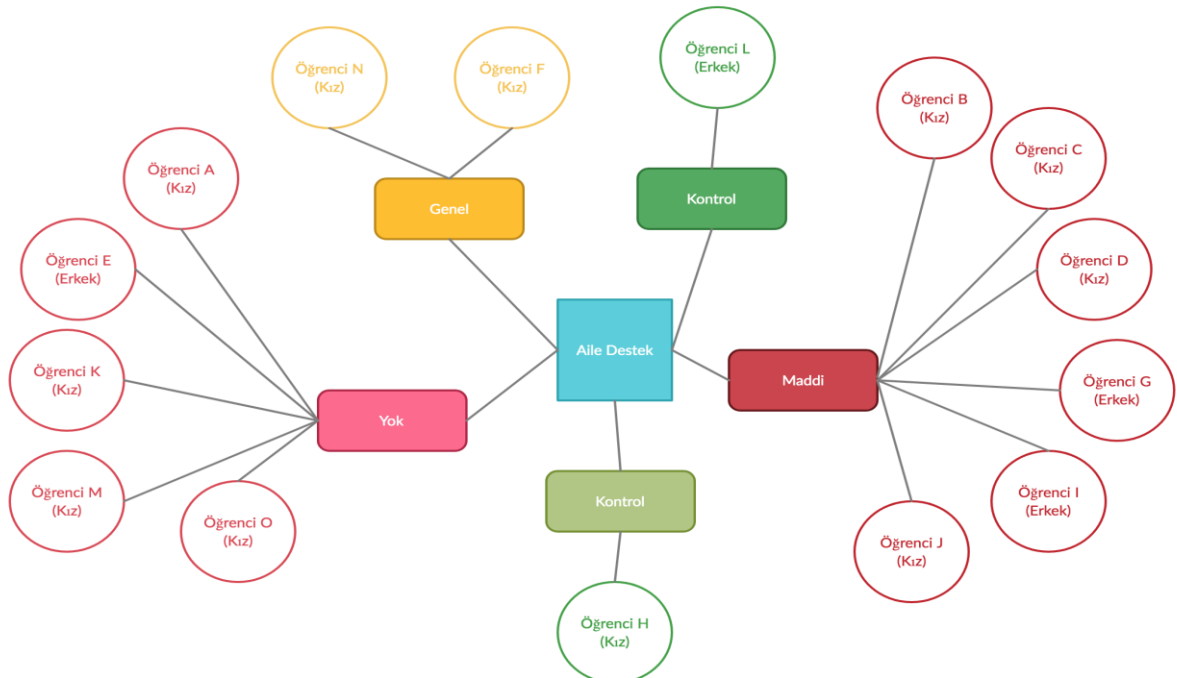 Öğrenci N
(Kız)
Öğrenci F
(Kız)
Öğrenci L
(Erkek)
Öğrenci B
(Kız)
Öğrenci C
(Kız)
Öğrenci A
(Kız)
Genel
Kontrol
Öğrenci E
(Erkek)
Öğrenci D
(Kız)
Aile Destek
Öğrenci K
(Kız)
Maddi
Öğrenci G
(Erkek)
Yok
Öğrenci M
(Kız)
Kontrol
Öğrenci I
(Erkek)
Öğrenci O
(Kız)
Öğrenci J
(Kız)
Öğrenci H
(Kız)